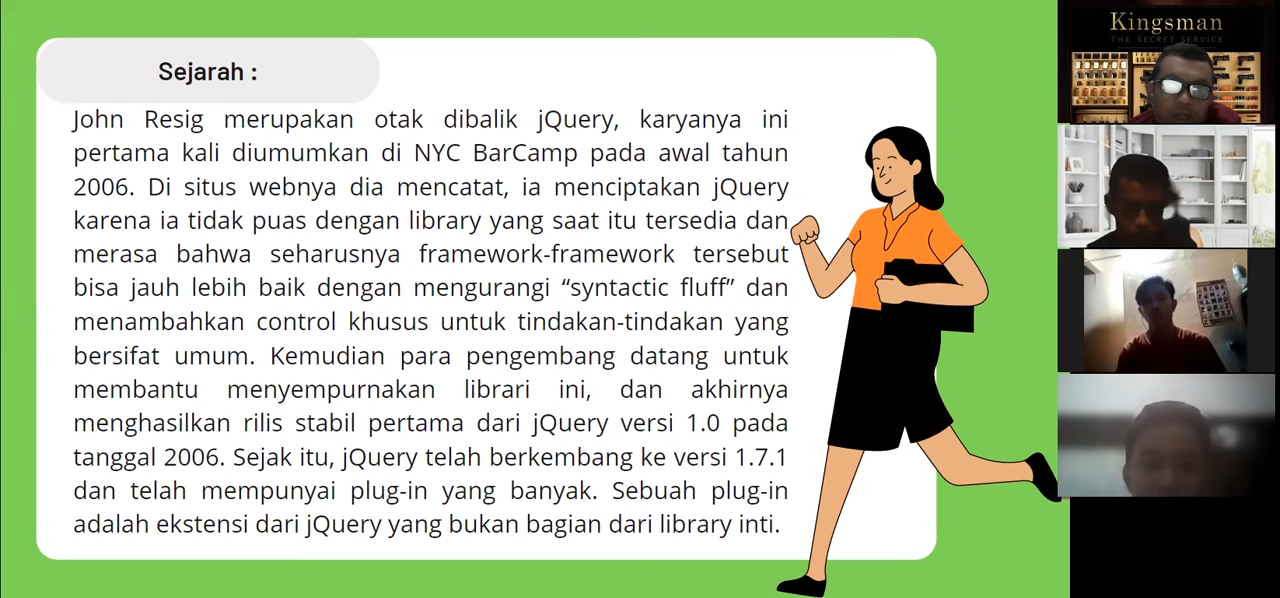 Sejarah :
John Resig merupakan otak dibalik jQuery, karyanya ini
pertama kali diumumkan di NYC BarCamp pada awal tahun
2006. Di situs webnya dia mencatat, ia menciptakan jQuery
karena ia tidak puas dengan library yang saat itu tersedia dan
merasa bahwa seharusnya framework-framework tersebut
bisa jauh lebih baik dengan mengurangi “syntactic fluff” dan
menambahkan control khusus untuk tindakan-tindakan yang
bersifat umum. Kemudian para pengembang datang untuk
membantu menyempurnakan librari ini, dan akhirnya
menghasilkan rilis stabil pertama dari jQuery versi 1.0 pada
tanggal 2006. Sejak itu, jQuery telah berkembang ke versi 1.7.1
dan telah mempunyai plug-in yang banyak. Sebuah plug-in
adalah ekstensi dari jQuery yang bukan bagian dari library inti.
Kingsman
THE SECRET SERVICE